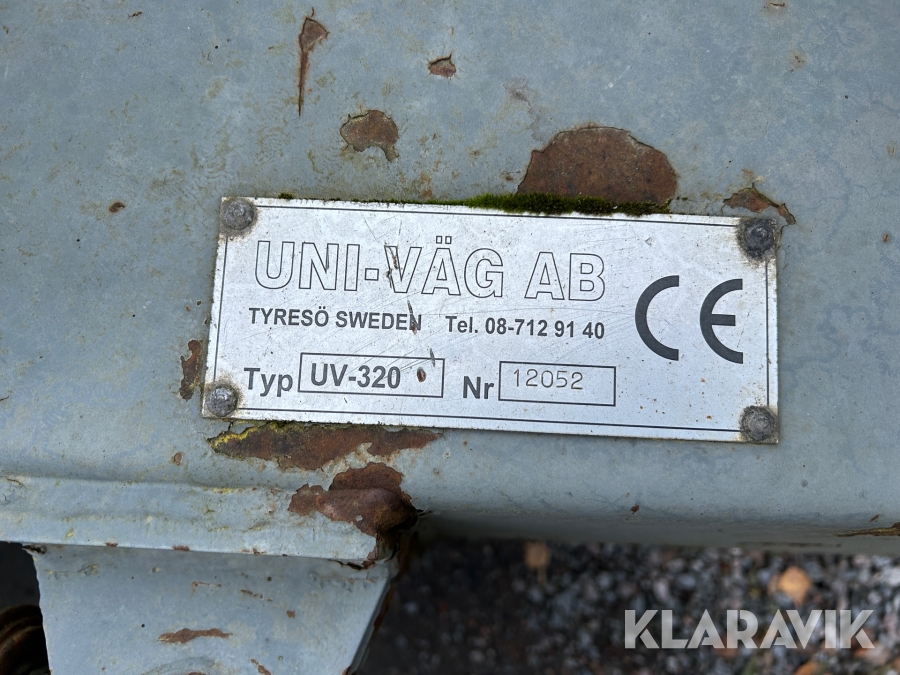 UNI-VÄG AB
TYRESÖ SWEDEN Tel. 08-712 91 40
CE
Typ UV-320 Nr 12052
KLARAVIK